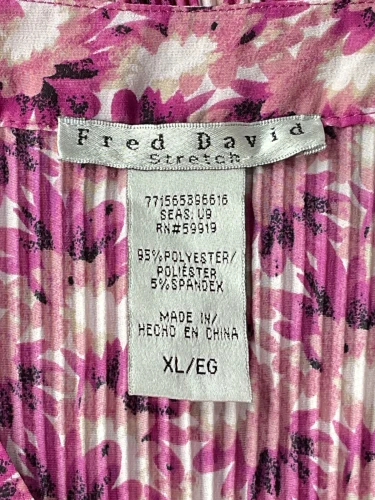 Fred David
Stretch
771565396616
SEAS: U9
RN#59919
95%POLYESTER/
POLIÉSTER
5%SPANDEX
MADE IN/
HECHO EN CHINA
XL/EG